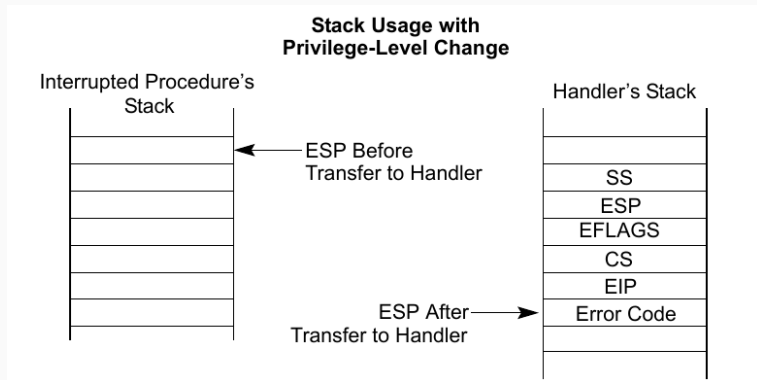 Stack Usage with
Privilege-Level Change
Interrupted Procedure's
Stack
Handler's Stack
ESP Before
Transfer to Handler
SS
ESP
EFLAGS
CS
EIP
ESP After
Transfer to Handler
Error Code